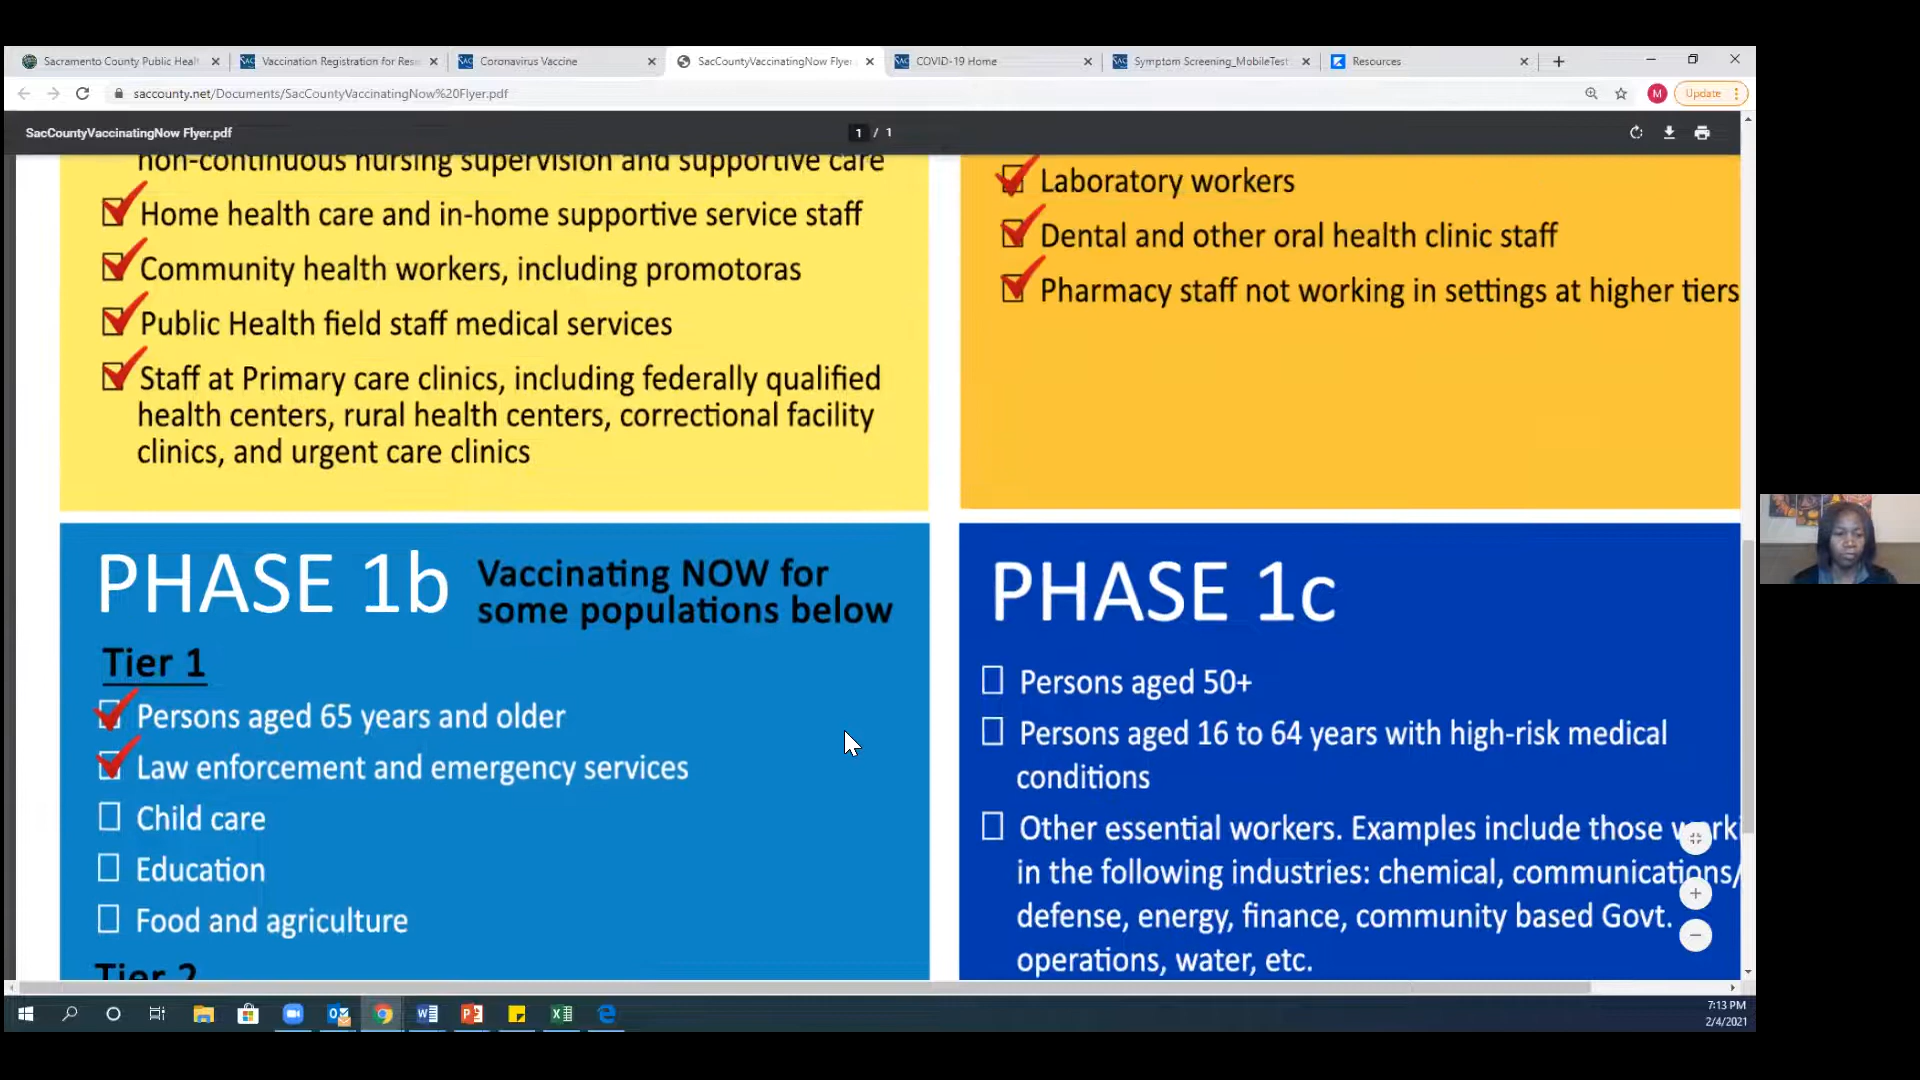 Sacramento County Public Healt
Vaccination Registration for Resi
Coronavirus Vaccine
SacCountyVaccinatingNow Flyer.
COVID-19 Home
Symptom Screening_MobileTest
Resources
saccounty.net/Documents/SacCountyVaccinatingNow%20Flyer.pdf
M
Update
SacCountyVaccinatingNow Flyer.pdf
1 / 1
non-continuous nursing supervision and supportive care
Home health care and in-home supportive service staff
Community health workers, including promotoras
Public Health field staff medical services
Staff at Primary care clinics, including federally qualified
health centers, rural health centers, correctional facility
clinics, and urgent care clinics
Laboratory workers
Dental and other oral health clinic staff
Pharmacy staff not working in settings at higher tiers
PHASE 1b
Vaccinating NOW for
some populations below
Tier 1
Persons aged 65 years and older
Law enforcement and emergency services
Child care
Education
Food and agriculture
Tier 2
PHASE 1c
Persons aged 50+
Persons aged 16 to 64 years with high-risk medical
conditions
Other essential workers. Examples include those worki
in the following industries: chemical, communications/
defense, energy, finance, community based Govt.
operations, water, etc.
7:13 PM
2/4/2021